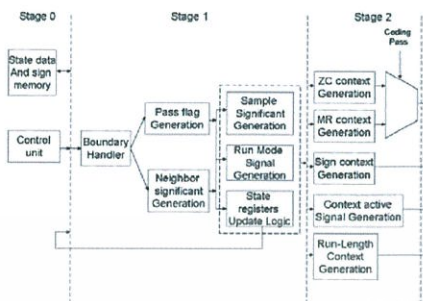 Stage 0
Stage 1
Stage 2
Coding
Pass
State data
And sign
memory
Control
unit
Boundary
Handler
Pass flag
Generation
Neighbor
significant
Generation
Sample
Significant
Generation
Run Mode
Signal
Generation
State
registers
Update Logic
ZC context
Generation
MR context
Generation
Sign context
Generation
Context active
Signal Generation
Run-Length
Context
Generation